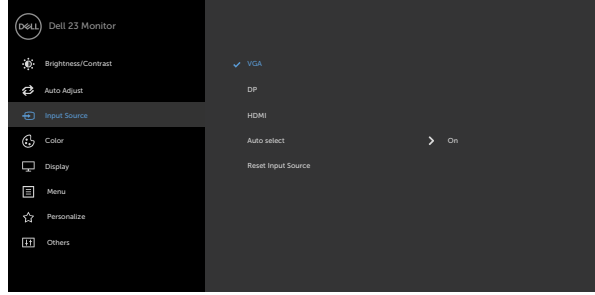 DELL Dell 23 Monitor
Brightness/Contrast
Auto Adjust
Input Source
Color
Display
Menu
Personalize
Others
VGA
DP
HDMI
Auto select On
Reset Input Source